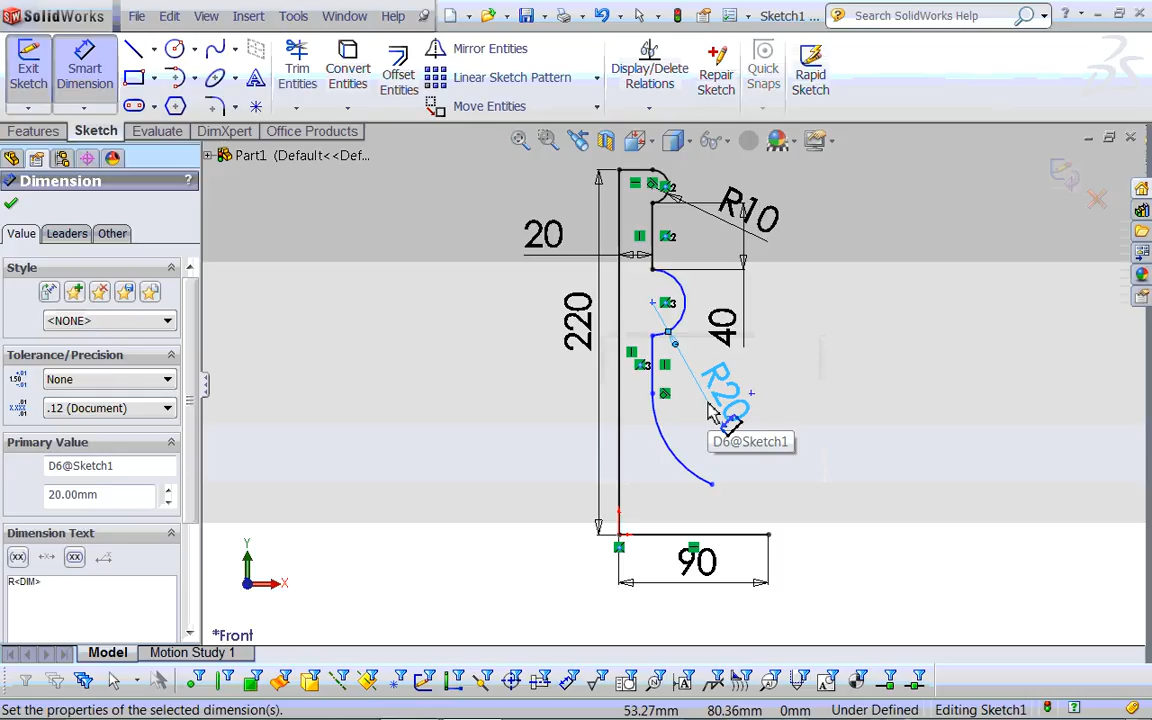 SolidWorks File Edit View Insert Tools Window Help Sketch1 ... Search SolidWorks Help
Exit Sketch
Smart Dimension
Trim Entities
Convert Entities
Offset Entities
Mirror Entities
Linear Sketch Pattern
Move Entities
Display/Delete Relations
Repair Sketch
Quick Snaps
Rapid Sketch
Features Sketch Evaluate DimXpert Office Products
Part1 (Default<<Def...
Dimension ?
Value Leaders Other
Style
<NONE>
Tolerance/Precision
None
.12 (Document)
Primary Value
D6@Sketch1
20.00mm
Dimension Text
R<DIM>
R10
20
220
40
R20
D6@Sketch1
90
2
2
3
3
Y
X
*Front
Model Motion Study 1
Set the properties of the selected dimension(s). 53.27mm 80.36mm 0mm Under Defined Editing Sketch1